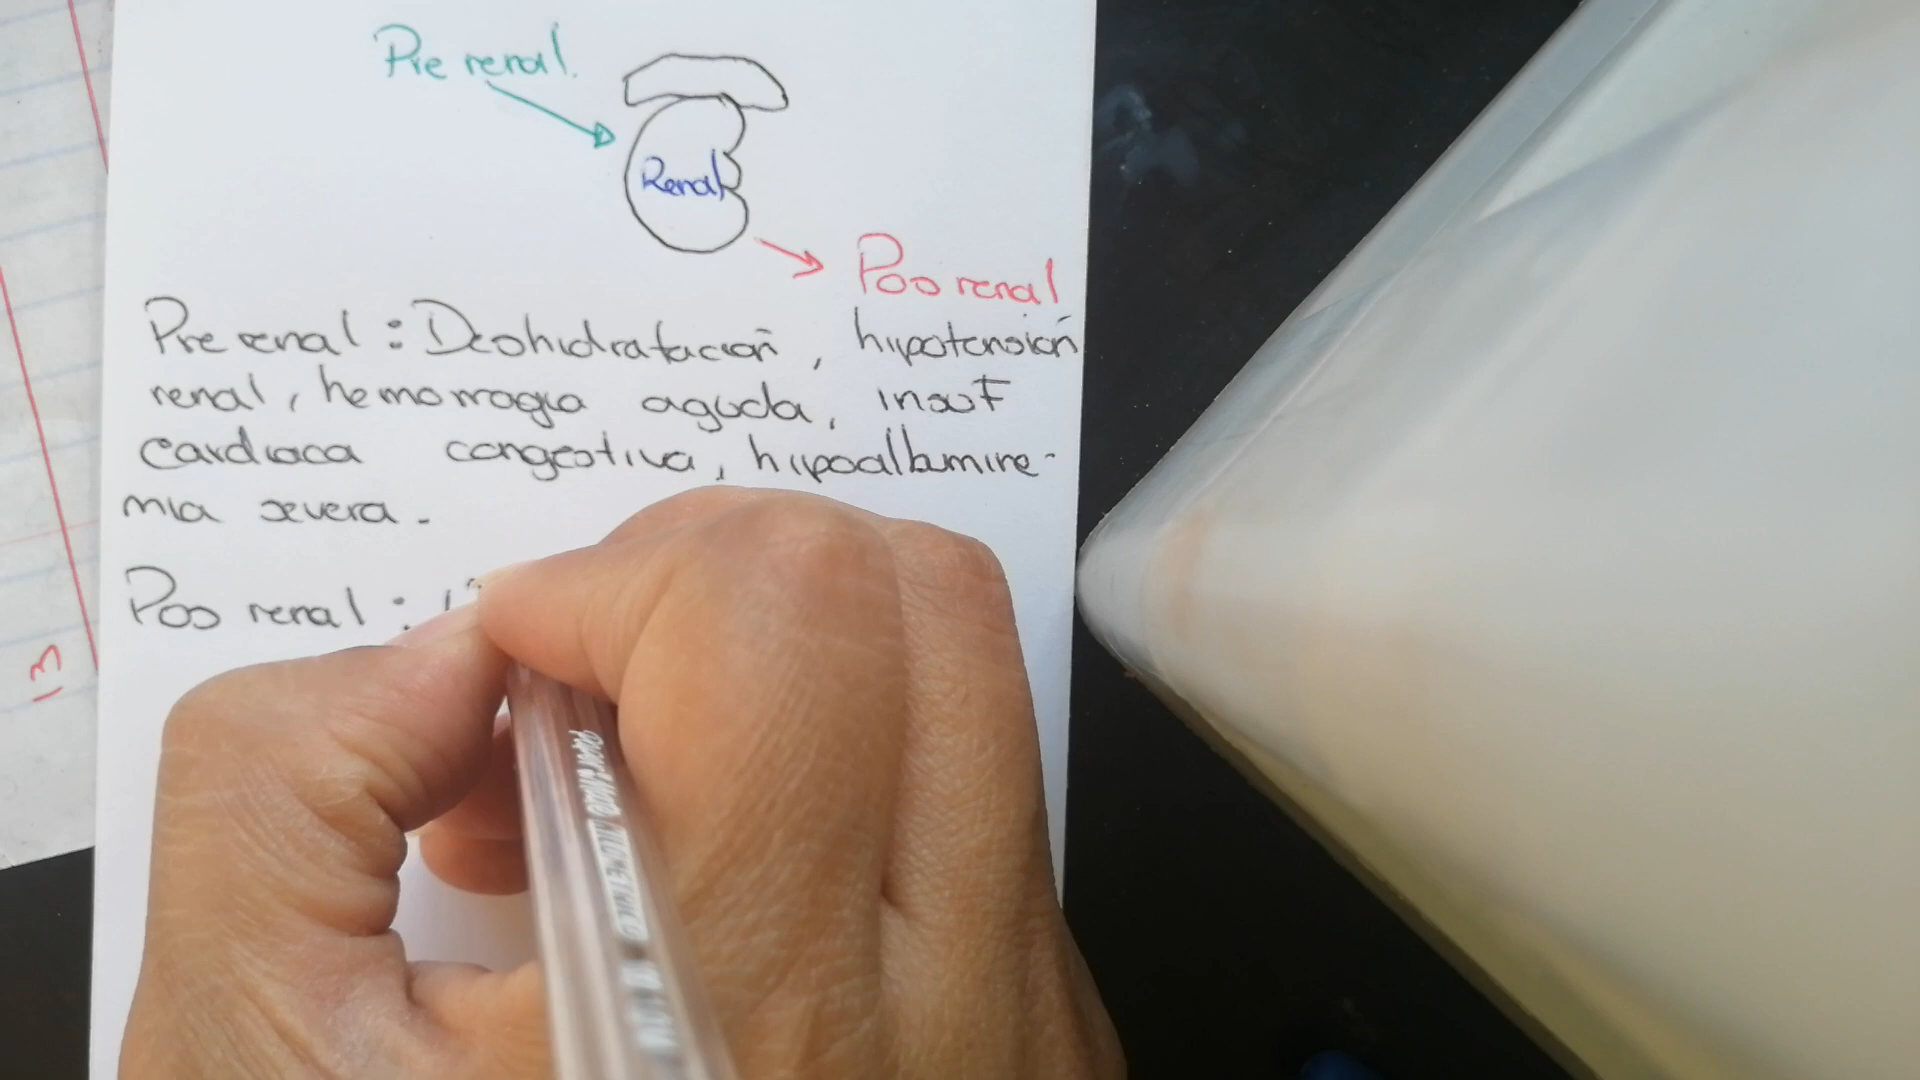 Pre renal.
Renal
Pos renal
Pre renal : Deshidratación, hipotensión
renal, hemorragia aguda, insuf
cardiaca congestiva, hipoalbumine-
mia severa.
Pos renal :
13